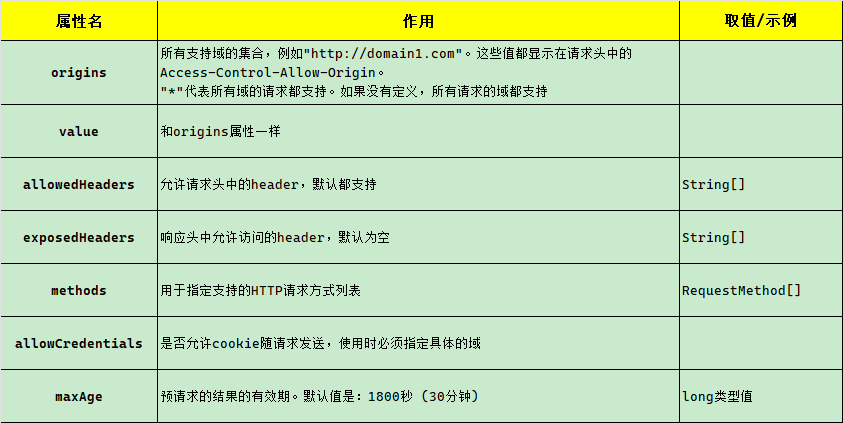 属性名 作用 取值/示例
origins 所有支持域的集合，例如"http://domain1.com"。这些值都显示在请求头中的
Access-Control-Allow-Origin。
"*"代表所有域的请求都支持。如果没有定义，所有请求的域都支持
value 和origins属性一样
allowedHeaders 允许请求头中的header，默认都支持 String[]
exposedHeaders 响应头中允许访问的header，默认为空 String[]
methods 用于指定支持的HTTP请求方式列表 RequestMethod[]
allowCredentials 是否允许cookie随请求发送，使用时必须指定具体的域
maxAge 预请求的结果的有效期。默认值是：1800秒（30分钟） long类型值